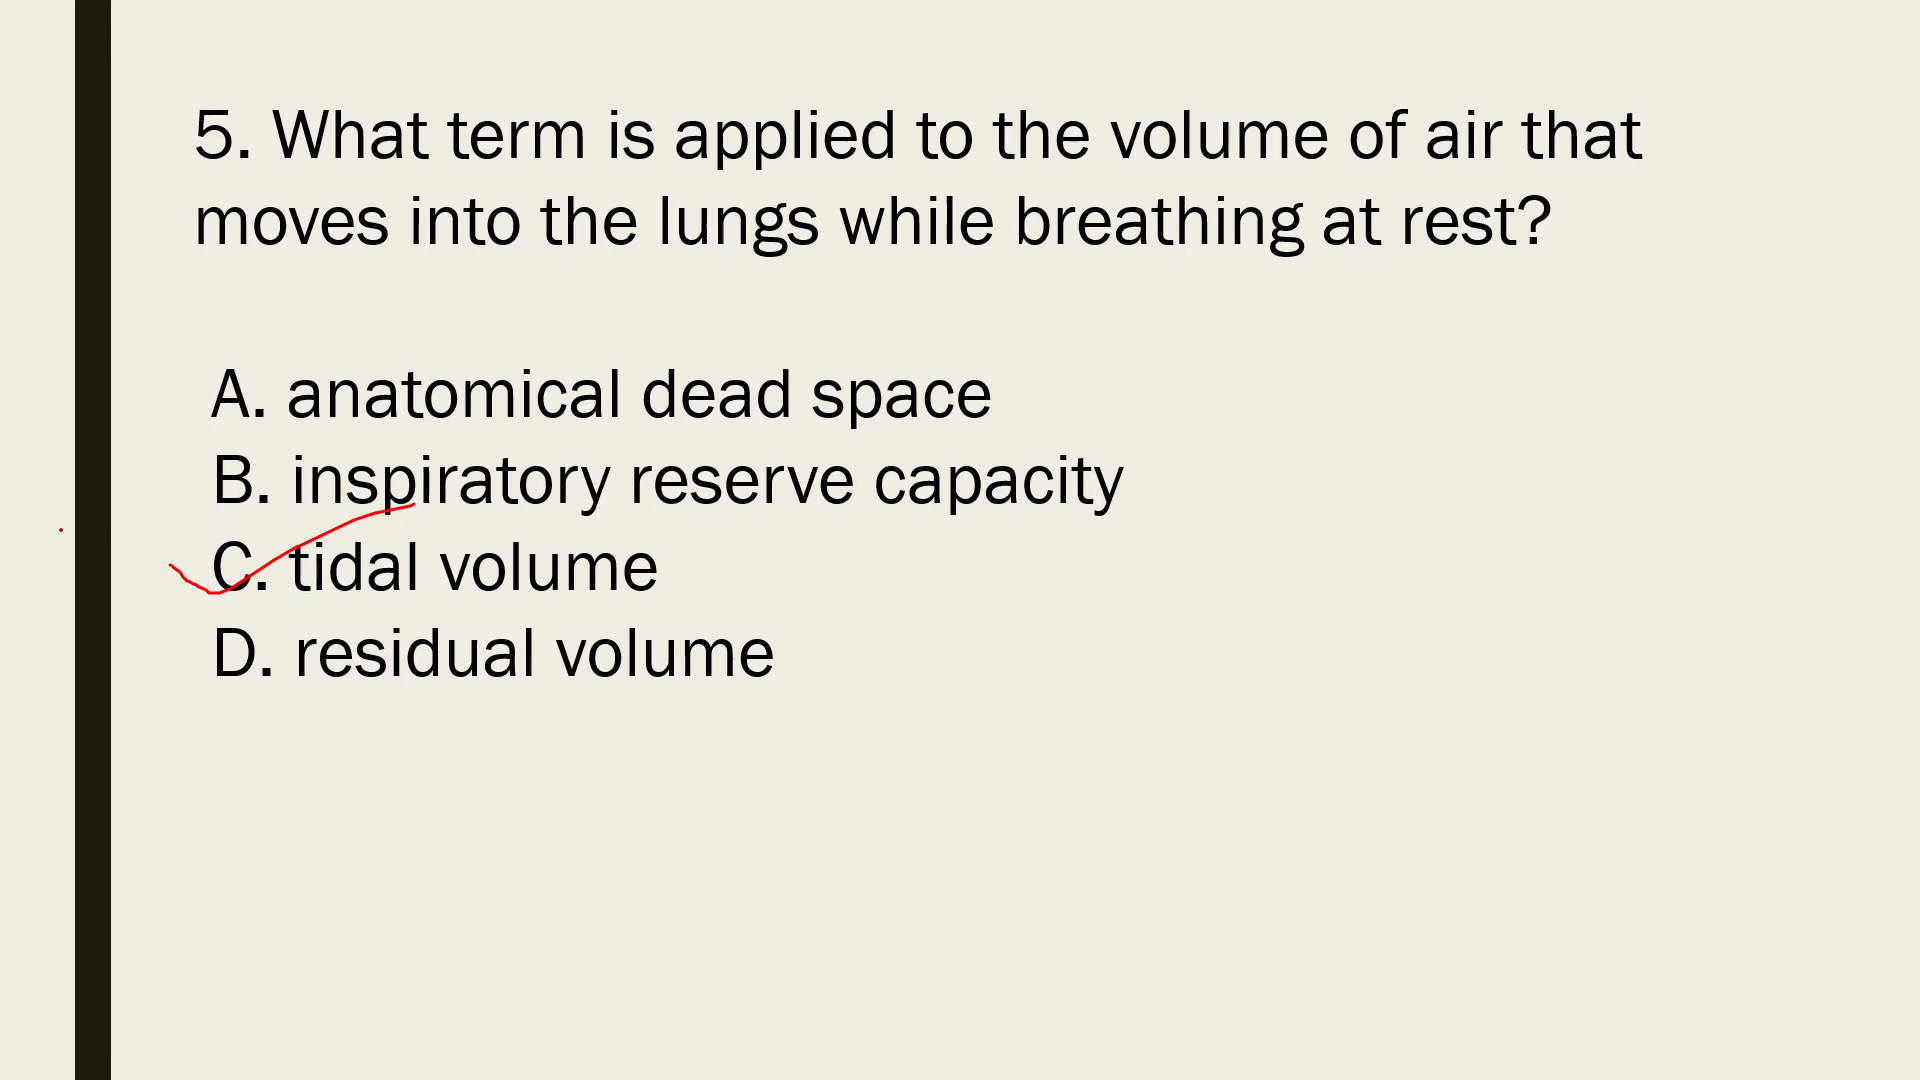 5. What term is applied to the volume of air that
moves into the lungs while breathing at rest?
A. anatomical dead space
B. inspiratory reserve capacity
C. tidal volume
D. residual volume